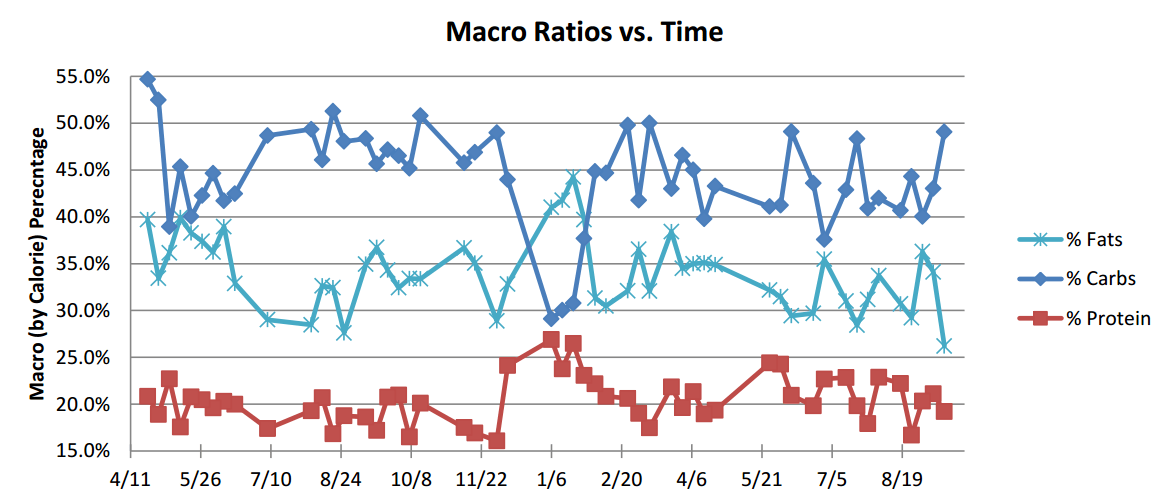 Macro Ratios vs. Time
Macro (by Calorie) Perecntage
55.0%
50.0%
45.0%
40.0%
35.0%
30.0%
25.0%
20.0%
15.0%
4/11 5/26 7/10 8/24 10/8 11/22 1/6 2/20 4/6 5/21 7/5 8/19
% Fats
% Carbs
% Protein